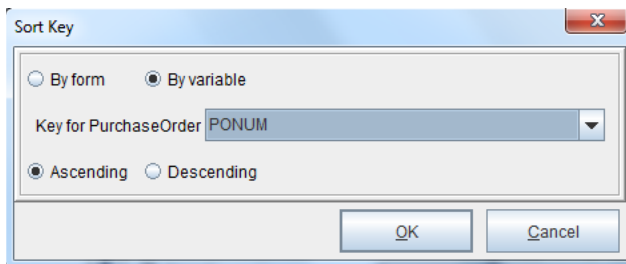 Sort Key
By form By variable
Key for PurchaseOrder PONUM
Ascending Descending
OK Cancel